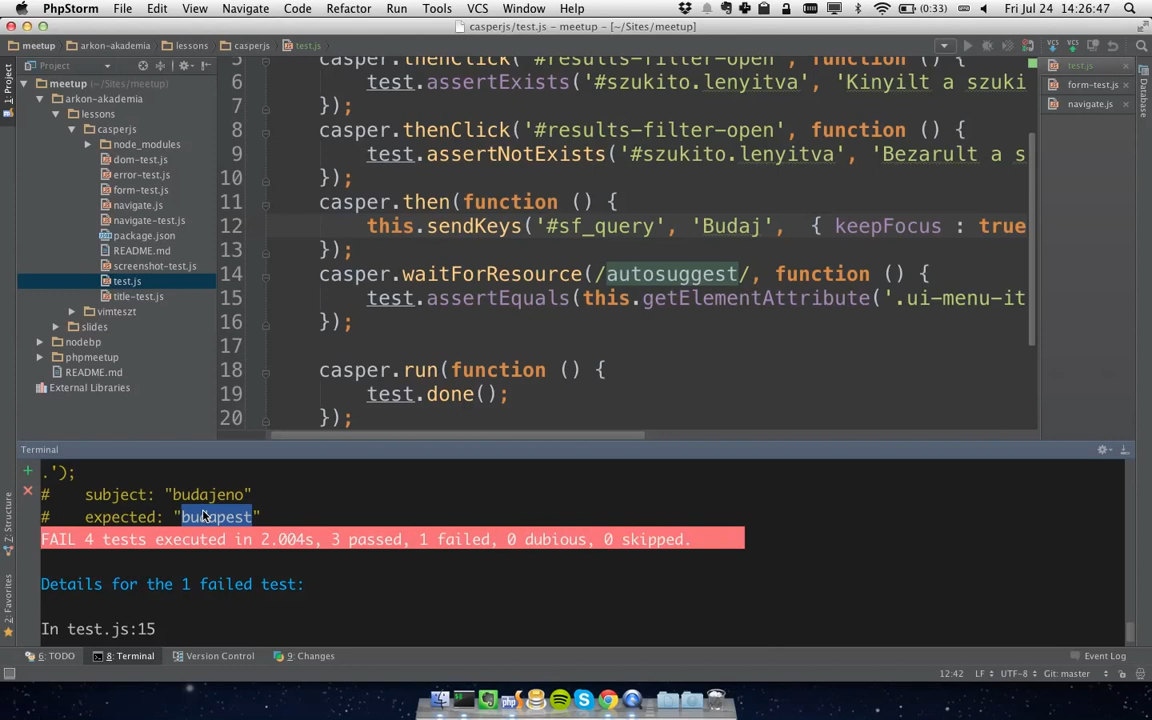 PhpStorm File Edit View Navigate Code Refactor Run Tools VCS Window Help (0:33) Fri Jul 24 14:26:47
casperjs/test.js - meetup - [~/Sites/meetup]
meetup arkon-akademia lessons casperjs test.js
1: Project
Project
meetup (~/Sites/meetup)
arkon-akademia
lessons
casperjs
node_modules
dom-test.js
error-test.js
form-test.js
navigate.js
navigate-test.js
package.json
README.md
screenshot-test.js
test.js
title-test.js
vimteszt
slides
nodebp
phpmeetup
README.md
External Libraries
5 casper.thenClick('#results-filter-open', function () {
6 test.assertExists('#szukito.lenyitva', 'Kinyilt a szuki
7 });
8 casper.thenClick('#results-filter-open', function () {
9 test.assertNotExists('#szukito.lenyitva', 'Bezarult a s
10 });
11 casper.then(function () {
12 this.sendKeys('#sf_query', 'Budaj', { keepFocus : true
13 });
14 casper.waitForResource(/autosuggest/, function () {
15 test.assertEquals(this.getElementAttribute('.ui-menu-it
16 });
17
18 casper.run(function () {
19 test.done();
20 });
test.js
form-test.js
navigate.js
Database
Terminal
.');
# subject: "budajeno"
# expected: "budapest"
FAIL 4 tests executed in 2.004s, 3 passed, 1 failed, 0 dubious, 0 skipped.
Details for the 1 failed test:
In test.js:15
7: Structure
2: Favorites
6: TODO 8: Terminal Version Control 9: Changes Event Log
12:42 LF UTF-8 Git: master
php